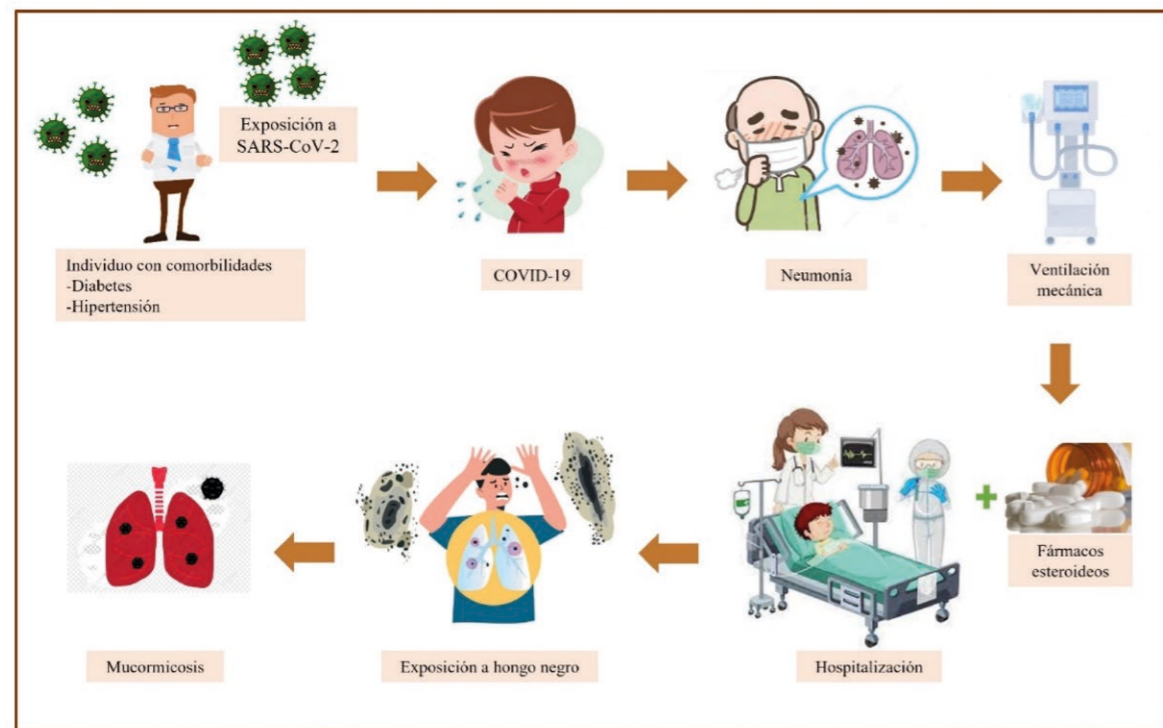 Exposición a
SARS-CoV-2
Individuo con comorbilidades
-Diabetes
-Hipertensión
COVID-19
Neumonía
Ventilación
mecánica
Fármacos
esteroideos
Hospitalización
Exposición a hongo negro
Mucormicosis